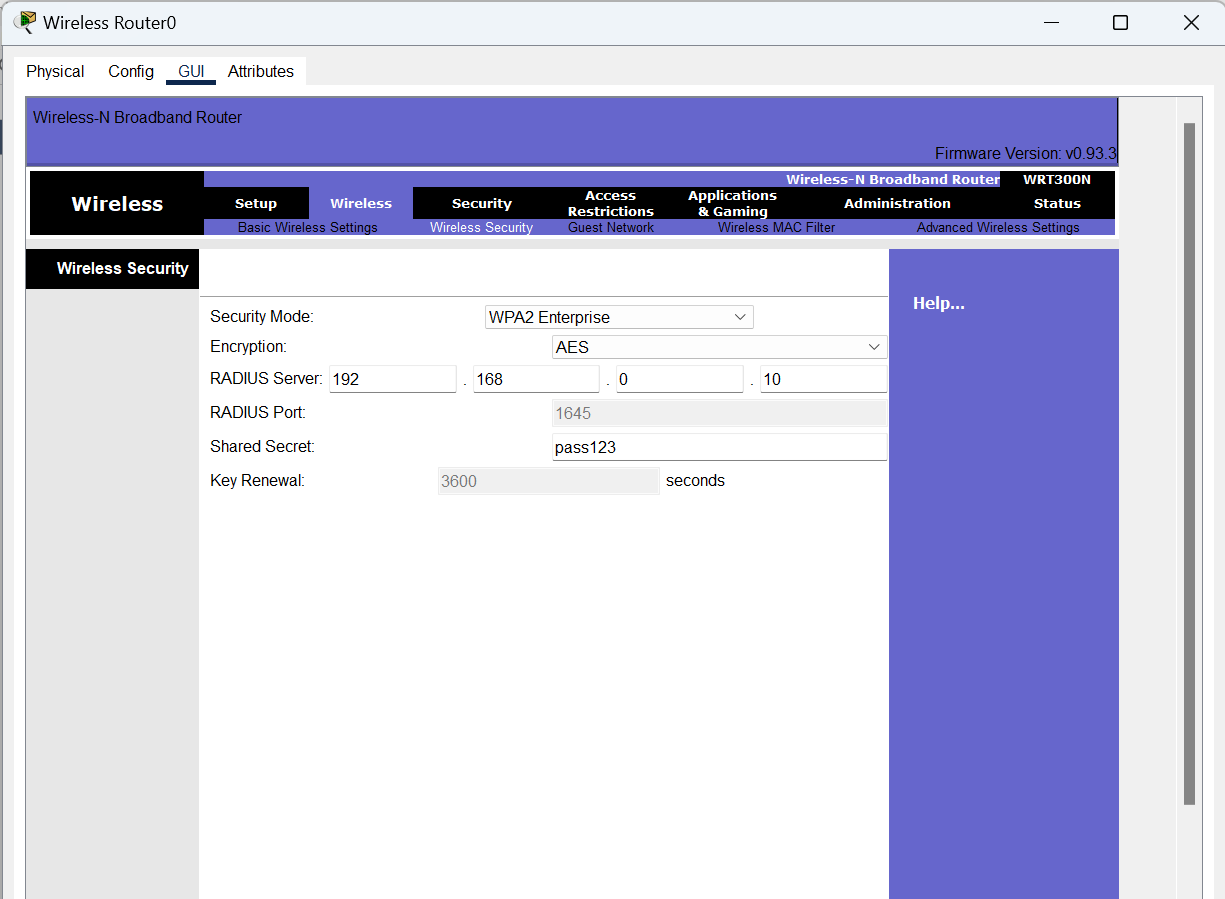 Wireless Router0
Physical Config GUI Attributes
Wireless-N Broadband Router
Firmware Version: v0.93.3
Wireless-N Broadband Router WRT300N
Wireless
Setup Wireless Security Access Restrictions Applications & Gaming Administration Status
Basic Wireless Settings Wireless Security Guest Network Wireless MAC Filter Advanced Wireless Settings
Wireless Security
Help...
Security Mode: WPA2 Enterprise
Encryption: AES
RADIUS Server: 192 . 168 . 0 . 10
RADIUS Port: 1645
Shared Secret: pass123
Key Renewal: 3600 seconds